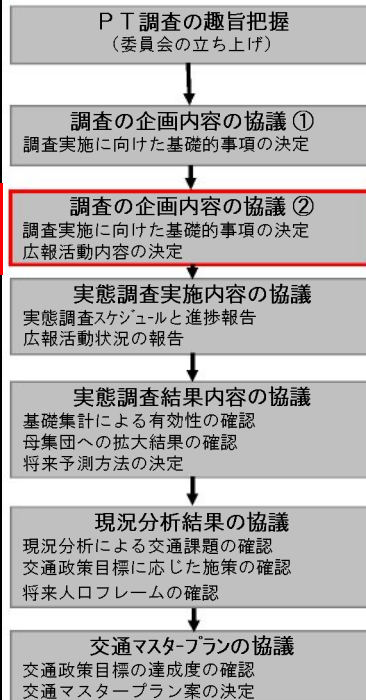 ＰＴ調査の趣旨把握
（委員会の立ち上げ）
調査の企画内容の協議 ①
調査実施に向けた基礎的事項の決定
調査の企画内容の協議 ②
調査実施に向けた基礎的事項の決定
広報活動内容の決定
実態調査実施内容の協議
実態調査ｽｹｼﾞｭｰﾙと進捗報告
広報活動状況の報告
実態調査結果内容の協議
基礎集計による有効性の確認
母集団への拡大結果の確認
将来予測方法の決定
現況分析結果の協議
現況分析による交通課題の確認
交通政策目標に応じた施策の確認
将来人口フレームの確認
交通ﾏｽﾀｰﾌﾟﾗﾝの協議
交通政策目標の達成度の確認
交通マスタープラン案の決定